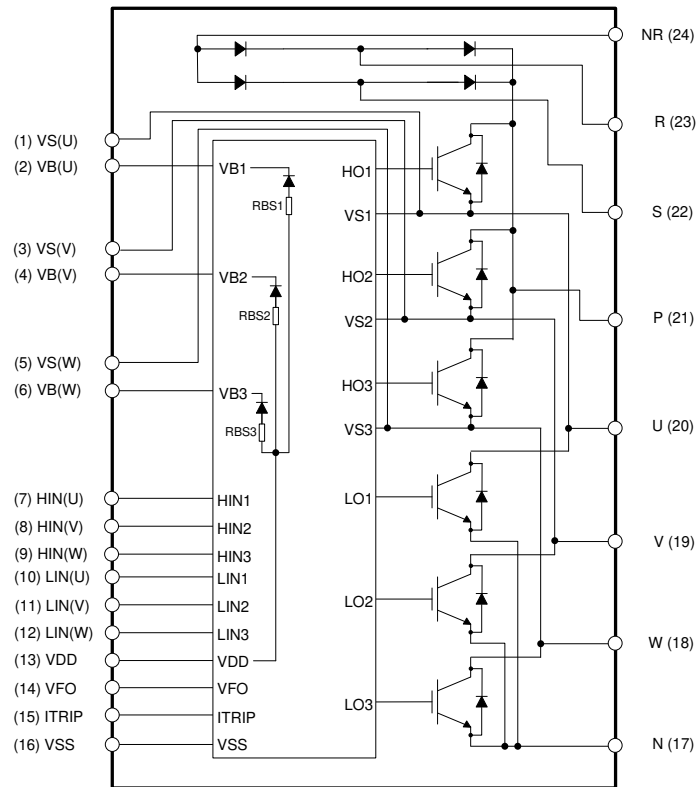 NR (24)
R (23)
(1) VS(U)
(2) VB(U)
VB1
HO1
RBS1
VS1
S (22)
(3) VS(V)
(4) VB(V)
VB2
HO2
RBS2
VS2
P (21)
(5) VS(W)
(6) VB(W)
VB3
HO3
RBS3
VS3
U (20)
(7) HIN(U)
HIN1
LO1
(8) HIN(V)
HIN2
V (19)
(9) HIN(W)
HIN3
(10) LIN(U)
LIN1
(11) LIN(V)
LIN2
LO2
(12) LIN(W)
LIN3
W (18)
(13) VDD
VDD
(14) VFO
VFO
LO3
(15) ITRIP
ITRIP
(16) VSS
VSS
N (17)